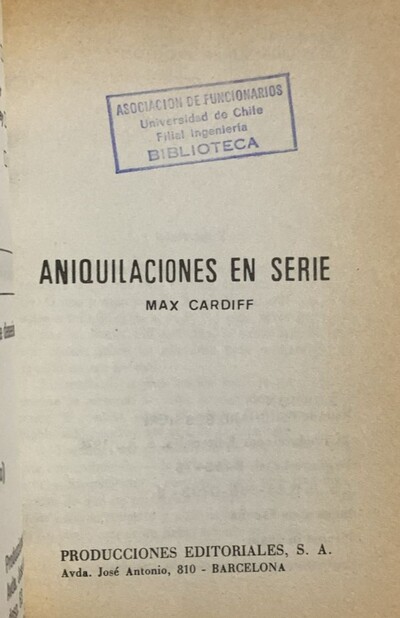 ASOCIACION DE FUNCIONARIOS
Universidad de Chile
Filial Ingeniería
BIBLIOTECA
ANIQUILACIONES EN SERIE
MAX CARDIFF
PRODUCCIONES EDITORIALES, S. A.
Avda. José Antonio, 810 - BARCELONA